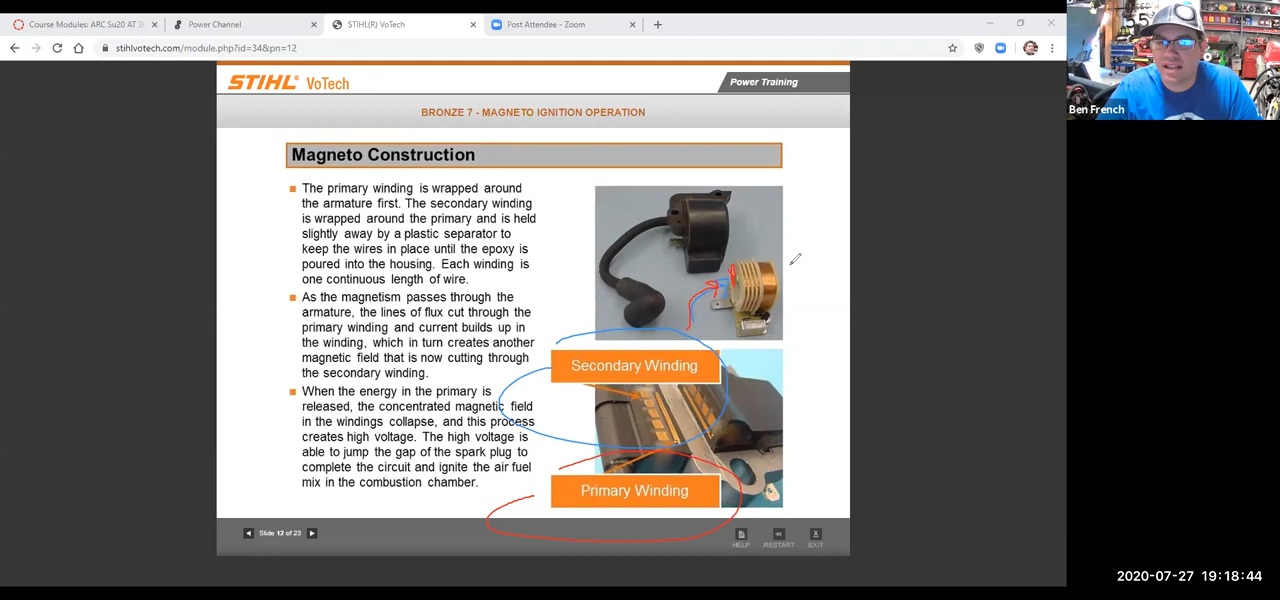 Course Modules: ARC Su20 AT
Power Channel
STIHL(R) VoTech
Post Attendee - Zoom
stihlvotech.com/module.php?id=34&pn=12
STIHL® VoTech
Power Training
BRONZE 7 - MAGNETO IGNITION OPERATION
Magneto Construction
The primary winding is wrapped around
the armature first. The secondary winding
is wrapped around the primary and is held
slightly away by a plastic separator to
keep the wires in place until the epoxy is
poured into the housing. Each winding is
one continuous length of wire.
As the magnetism passes through the
armature, the lines of flux cut through the
primary winding and current builds up in
the winding, which in turn creates another
magnetic field that is now cutting through
the secondary winding.
When the energy in the primary is
released, the concentrated magnetic field
in the windings collapse, and this process
creates high voltage. The high voltage is
able to jump the gap of the spark plug to
complete the circuit and ignite the air fuel
mix in the combustion chamber.
Secondary Winding
Primary Winding
Slide 12 of 23
HELP
RESTART
EXIT
Ben French
2020-07-27 19:18:44